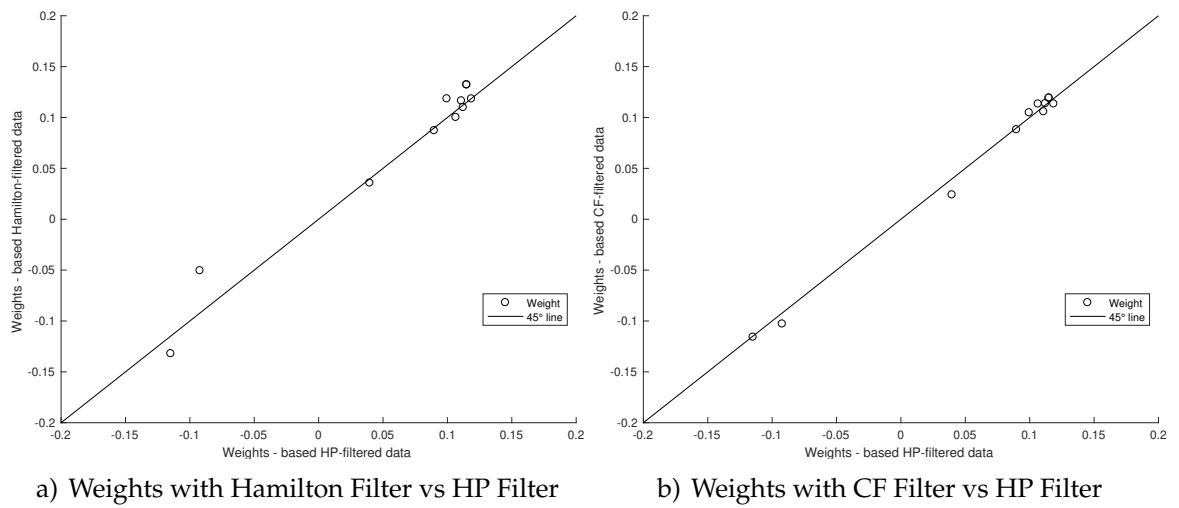 0.2
0.15
0.1
0.05
0
-0.05
-0.1
-0.15
-0.2
Weights - based Hamilton-filtered data
-0.2 -0.15 -0.1 -0.05 0 0.05 0.1 0.15 0.2
Weights - based HP-filtered data
Weight
45° line
a) Weights with Hamilton Filter vs HP Filter
0.2
0.15
0.1
0.05
0
-0.05
-0.1
-0.15
-0.2
Weights - based CF-filtered data
-0.2 -0.15 -0.1 -0.05 0 0.05 0.1 0.15 0.2
Weights - based HP-filtered data
Weight
45° line
b) Weights with CF Filter vs HP Filter